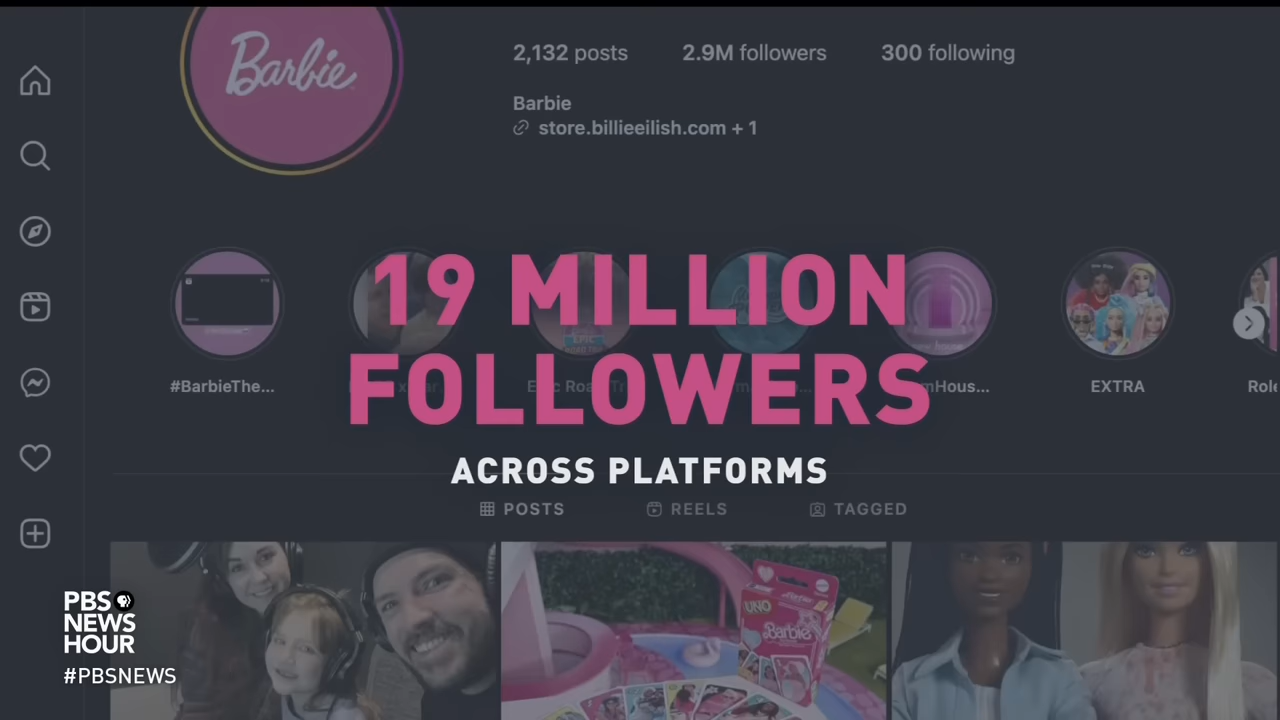 Barbie
2,132 posts 2.9M followers 300 following
Barbie
store.billieeilish.com + 1
19 MILLION
FOLLOWERS
#BarbieThe...
EXTRA
ACROSS PLATFORMS
POSTS REELS TAGGED
UNO
Barbie
PBS
NEWS
HOUR
#PBSNEWS